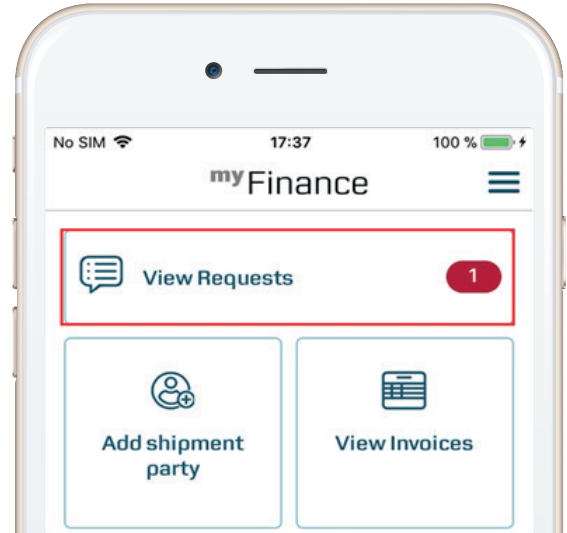 No SIM 17:37 100 %
myFinance
View Requests 1
Add shipment
party
View Invoices